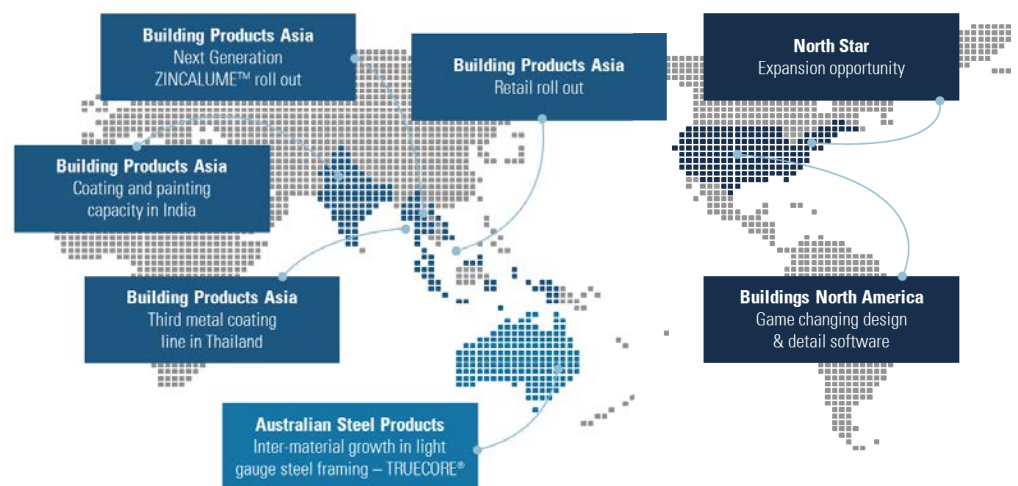 Building Products Asia
Next Generation
ZINCALUME™ roll out
Building Products Asia
Retail roll out
North Star
Expansion opportunity
Building Products Asia
Coating and painting
capacity in India
Building Products Asia
Third metal coating
line in Thailand
Buildings North America
Game changing design
& detail software
Australian Steel Products
Inter-material growth in light
gauge steel framing – TRUECORE®